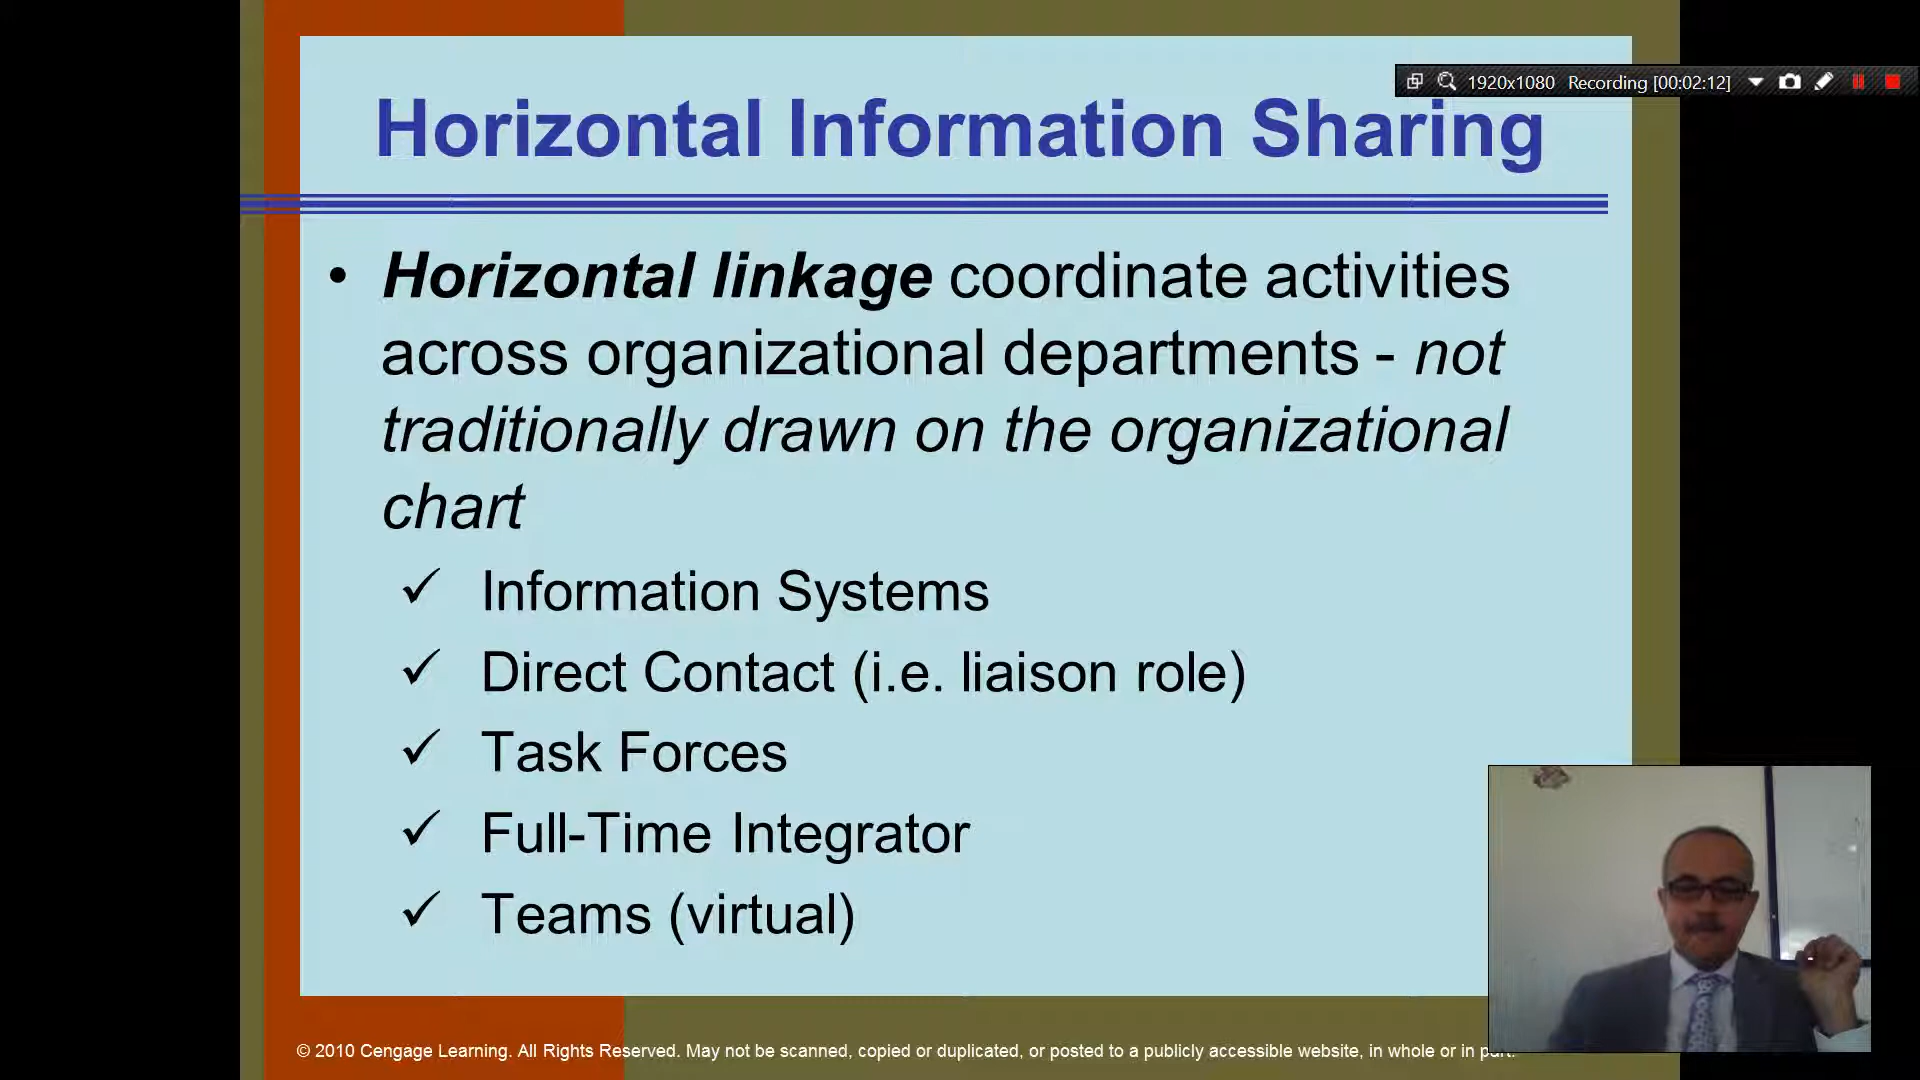 1920x1080 Recording [00:02:12]
Horizontal Information Sharing
• Horizontal linkage coordinate activities
across organizational departments - not
traditionally drawn on the organizational
chart
✓ Information Systems
✓ Direct Contact (i.e. liaison role)
✓ Task Forces
✓ Full-Time Integrator
✓ Teams (virtual)
© 2010 Cengage Learning. All Rights Reserved. May not be scanned, copied or duplicated, or posted to a publicly accessible website, in whole or in part.